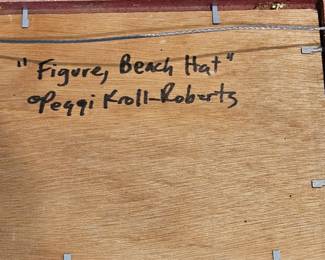 "Figure, Beach Hat"
Peggi Kroll-Roberts